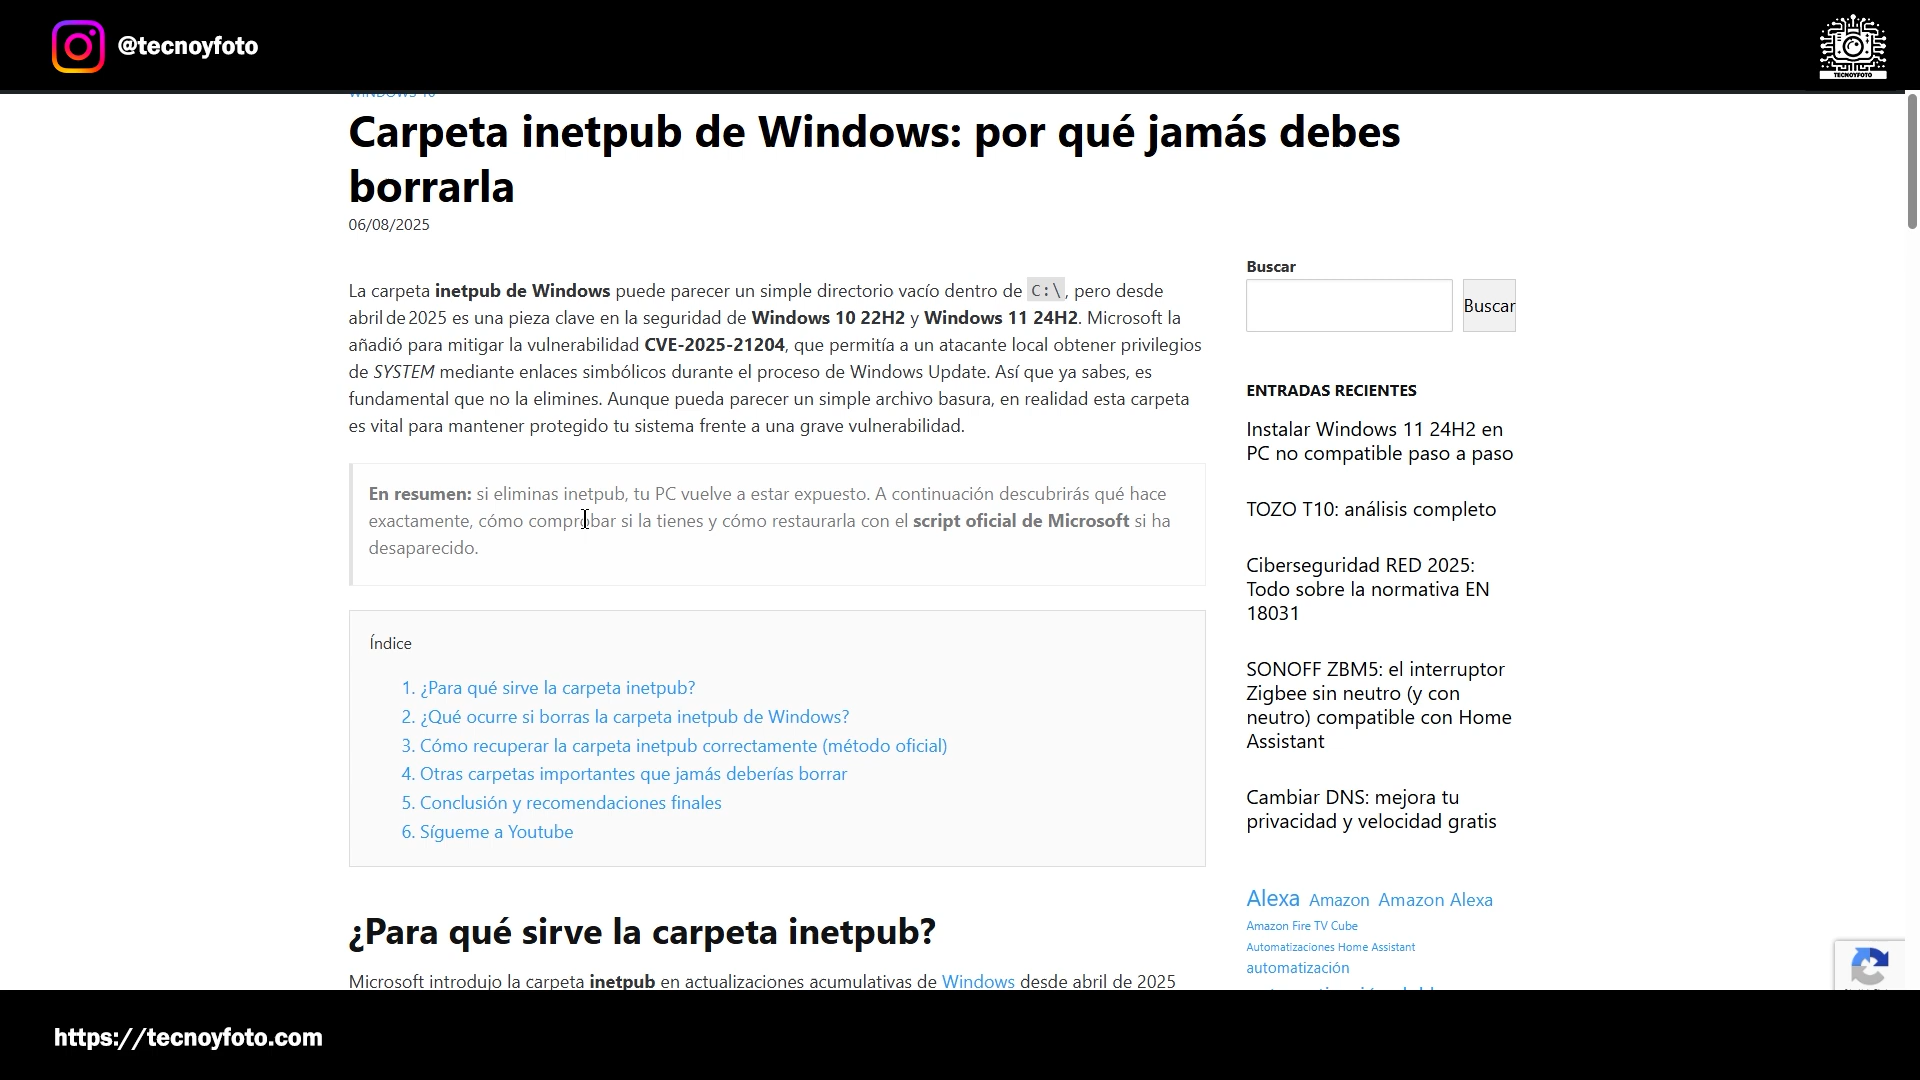 @tecnoyfoto
TECNOYFOTO
WINDOWS 10
Carpeta inetpub de Windows: por qué jamás debes
borrarla
06/08/2025
La carpeta inetpub de Windows puede parecer un simple directorio vacío dentro de C:\, pero desde
abril de 2025 es una pieza clave en la seguridad de Windows 10 22H2 y Windows 11 24H2. Microsoft la
añadió para mitigar la vulnerabilidad CVE-2025-21204, que permitía a un atacante local obtener privilegios
de SYSTEM mediante enlaces simbólicos durante el proceso de Windows Update. Así que ya sabes, es
fundamental que no la elimines. Aunque pueda parecer un simple archivo basura, en realidad esta carpeta
es vital para mantener protegido tu sistema frente a una grave vulnerabilidad.
En resumen: si eliminas inetpub, tu PC vuelve a estar expuesto. A continuación descubrirás qué hace
exactamente, cómo comprobar si la tienes y cómo restaurarla con el script oficial de Microsoft si ha
desaparecido.
Índice
1. ¿Para qué sirve la carpeta inetpub?
2. ¿Qué ocurre si borras la carpeta inetpub de Windows?
3. Cómo recuperar la carpeta inetpub correctamente (método oficial)
4. Otras carpetas importantes que jamás deberías borrar
5. Conclusión y recomendaciones finales
6. Sígueme a Youtube
¿Para qué sirve la carpeta inetpub?
Microsoft introdujo la carpeta inetpub en actualizaciones acumulativas de Windows desde abril de 2025
Buscar
Buscar
ENTRADAS RECIENTES
Instalar Windows 11 24H2 en
PC no compatible paso a paso
TOZO T10: análisis completo
Ciberseguridad RED 2025:
Todo sobre la normativa EN
18031
SONOFF ZBM5: el interruptor
Zigbee sin neutro (y con
neutro) compatible con Home
Assistant
Cambiar DNS: mejora tu
privacidad y velocidad gratis
Alexa Amazon Amazon Alexa
Amazon Fire TV Cube
Automatizaciones Home Assistant
automatización
https://tecnoyfoto.com